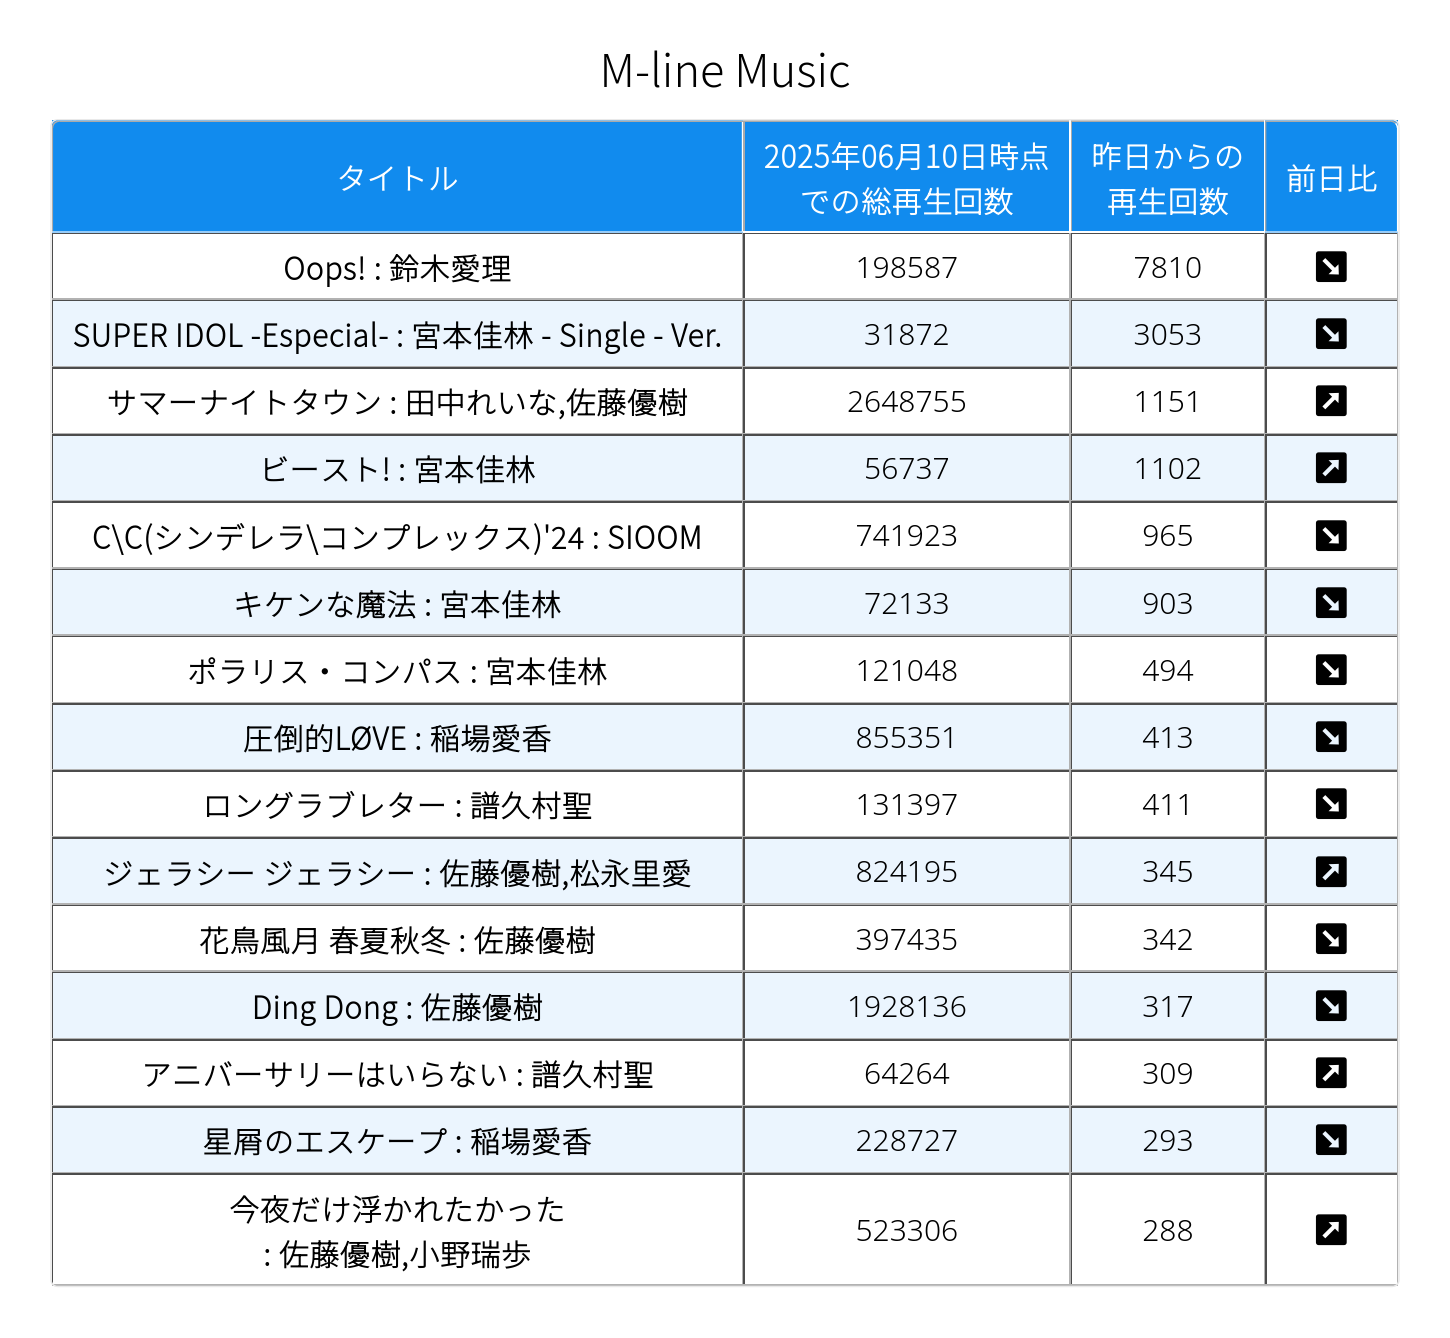 M-line Music
タイトル
2025年06月10日時点
での総再生回数
昨日からの
再生回数
前日比
Oops! : 鈴木愛理 198587 7810
SUPER IDOL -Especial- : 宮本佳林 - Single - Ver. 31872 3053
サマーナイトタウン : 田中れいな,佐藤優樹 2648755 1151
ビースト! : 宮本佳林 56737 1102
C\C(シンデレラ\コンプレックス)'24 : SIOOM 741923 965
キケンな魔法 : 宮本佳林 72133 903
ポラリス・コンパス : 宮本佳林 121048 494
圧倒的LØVE : 稲場愛香 855351 413
ロングラブレター : 譜久村聖 131397 411
ジェラシー ジェラシー : 佐藤優樹,松永里愛 824195 345
花鳥風月 春夏秋冬 : 佐藤優樹 397435 342
Ding Dong : 佐藤優樹 1928136 317
アニバーサリーはいらない : 譜久村聖 64264 309
星屑のエスケープ : 稲場愛香 228727 293
今夜だけ浮かれたかった
: 佐藤優樹,小野瑞歩 523306 288